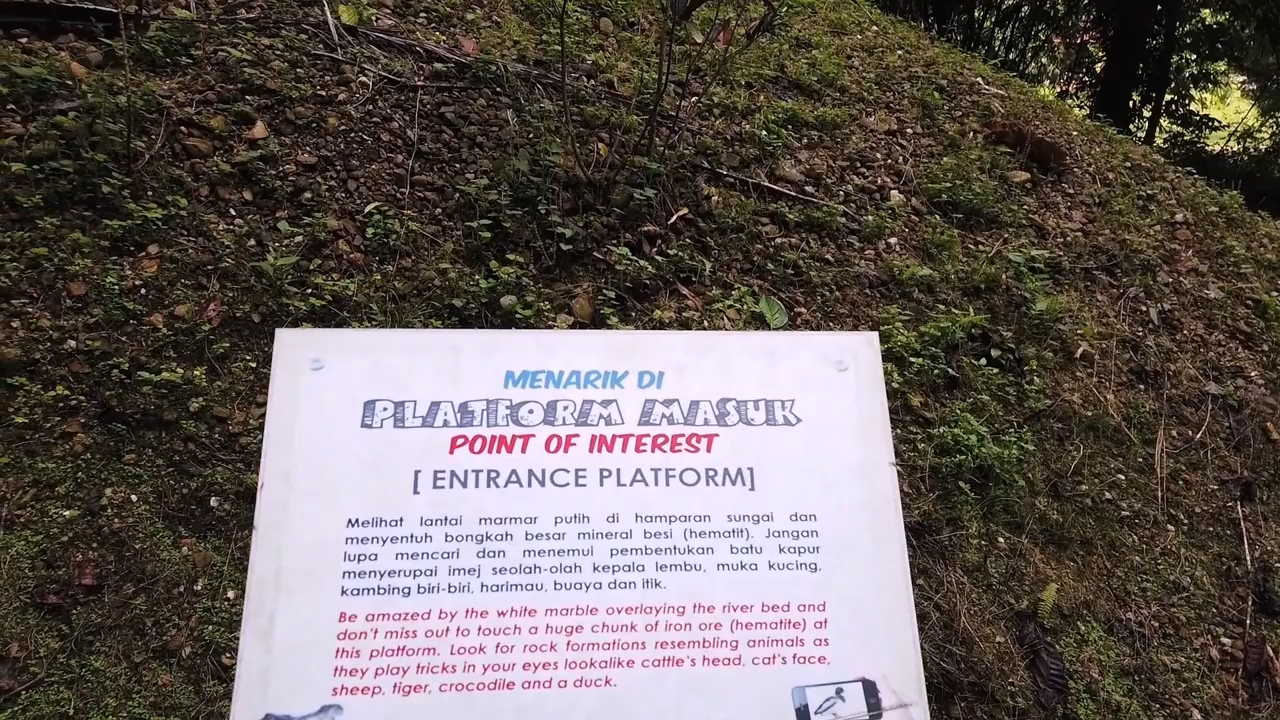 MENARIK DI
PLATFORM MASUK
POINT OF INTEREST
[ ENTRANCE PLATFORM]
Melihat lantai marmar putih di hamparan sungai dan
menyentuh bongkah besar mineral besi (hematit). Jangan
lupa mencari dan menemui pembentukan batu kapur
menyerupai imej seolah-olah kepala lembu, muka kucing,
kambing biri-biri, harimau, buaya dan itik.
Be amazed by the white marble overlaying the river bed and
don't miss out to touch a huge chunk of iron ore (hematite) at
this platform. Look for rock formations resembling animals as
they play tricks in your eyes lookalike cattle's head, cat's face,
sheep, tiger, crocodile and a duck.